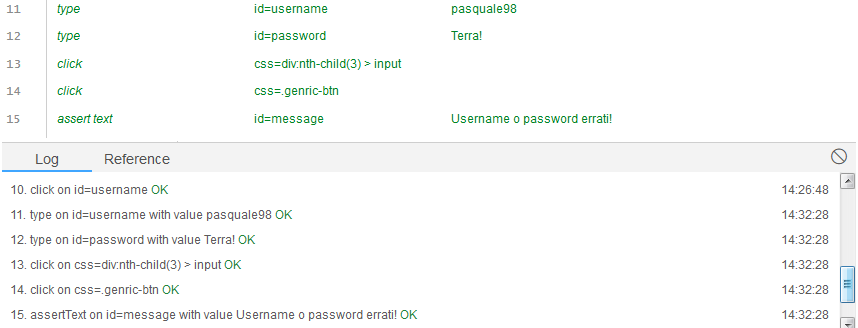 11 type id=username pasquale98
12 type id=password Terra!
13 click css=div:nth-child(3) > input
14 click css=.genric-btn
15 assert text id=message Username o password errati!
Log Reference
10. click on id=username OK 14:26:48
11. type on id=username with value pasquale98 OK 14:32:28
12. type on id=password with value Terra! OK 14:32:28
13. click on css=div:nth-child(3) > input OK 14:32:28
14. click on css=.genric-btn OK 14:32:28
15. assertText on id=message with value Username o password errati! OK 14:32:28